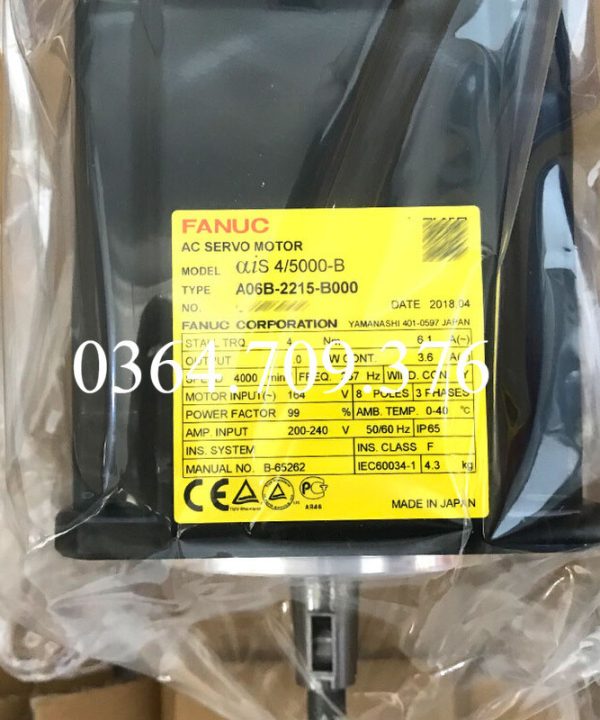 FANUC
AC SERVO MOTOR
MODEL αiS 4/5000-B
TYPE A06B-2215-B000
NO. DATE 2018.04
FANUC CORPORATION YAMANASHI 401-0597 JAPAN
STALL TRQ. 4 Nm 6.1 A(~)
OUTPUT .0 kW CONT. 3.6 A(~)
0364.709.376
4000 /min FREQ. 67 Hz WIND. CON. Y
MOTOR INPUT(~) 164 V 8 POLES 3 PHASES
POWER FACTOR 99 % AMB. TEMP. 0-40 ℃
AMP. INPUT 200-240 V 50/60 Hz IP65
INS. SYSTEM INS. CLASS F
MANUAL NO. B-65262 IEC60034-1 4.3 kg
CE
MADE IN JAPAN